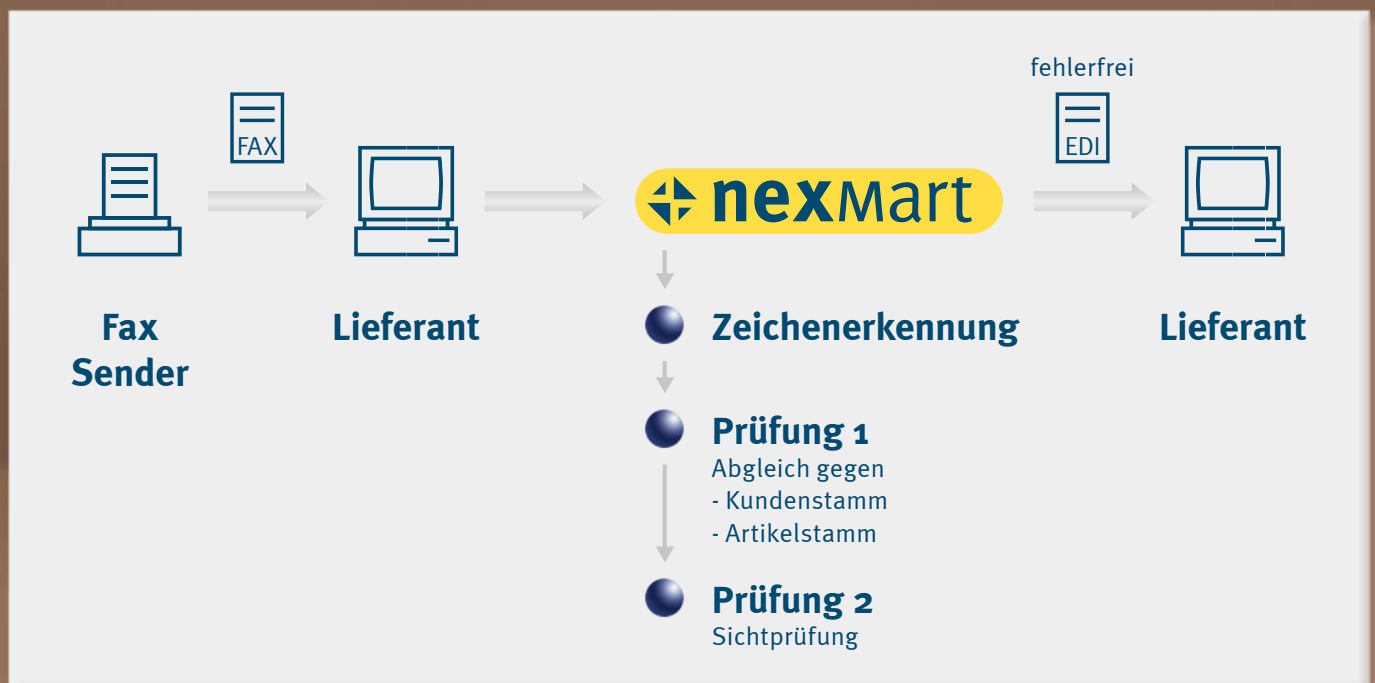 fehlerfrei
FAX
EDI
nexmart
Fax
Sender
Lieferant
Zeichenerkennung
Lieferant
Prüfung 1
Abgleich gegen
- Kundenstamm
- Artikelstamm
Prüfung 2
Sichtprüfung